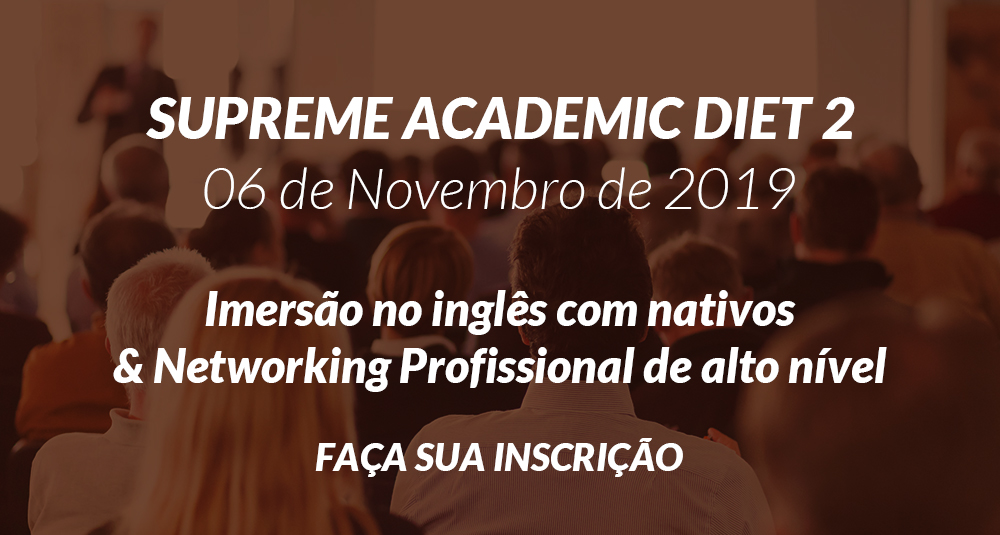 SUPREME ACADEMIC DIET 2
06 de Novembro de 2019
Imersão no inglês com nativos
& Networking Profissional de alto nível
FAÇA SUA INSCRIÇÃO